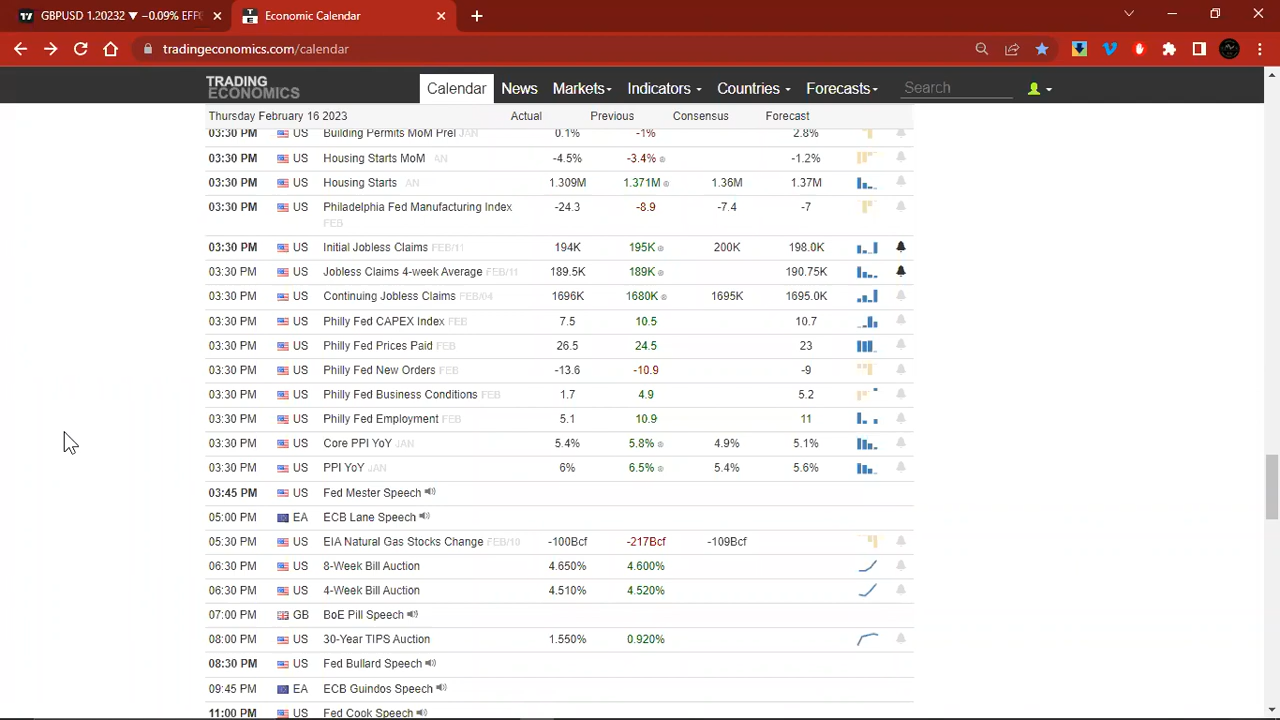 GBPUSD 1.20232 ▼ −0.09% EFF
Economic Calendar
tradingeconomics.com/calendar
TRADING ECONOMICS
Calendar News Markets Indicators Countries Forecasts Search
Thursday February 16 2023 Actual Previous Consensus Forecast
03:30 PM US Building Permits MoM Prel JAN 0.1% -1% 2.8%
03:30 PM US Housing Starts MoM AN -4.5% -3.4% ® -1.2%
03:30 PM US Housing Starts AN 1.309M 1.371M ® 1.36M 1.37M
03:30 PM US Philadelphia Fed Manufacturing Index FEB -24.3 -8.9 -7.4 -7
03:30 PM US Initial Jobless Claims FEB/11 194K 195K ® 200K 198.0K
03:30 PM US Jobless Claims 4-week Average FEB/11 189.5K 189K ® 190.75K
03:30 PM US Continuing Jobless Claims FEB/04 1696K 1680K ® 1695K 1695.0K
03:30 PM US Philly Fed CAPEX Index FEB 7.5 10.5 10.7
03:30 PM US Philly Fed Prices Paid FEB 26.5 24.5 23
03:30 PM US Philly Fed New Orders FEB -13.6 -10.9 -9
03:30 PM US Philly Fed Business Conditions FEB 1.7 4.9 5.2
03:30 PM US Philly Fed Employment FEB 5.1 10.9 11
03:30 PM US Core PPI YoY JAN 5.4% 5.8% ® 4.9% 5.1%
03:30 PM US PPI YoY JAN 6% 6.5% ® 5.4% 5.6%
03:45 PM US Fed Mester Speech
05:00 PM EA ECB Lane Speech
05:30 PM US EIA Natural Gas Stocks Change FEB/10 -100Bcf -217Bcf -109Bcf
06:30 PM US 8-Week Bill Auction 4.650% 4.600%
06:30 PM US 4-Week Bill Auction 4.510% 4.520%
07:00 PM GB BoE Pill Speech
08:00 PM US 30-Year TIPS Auction 1.550% 0.920%
08:30 PM US Fed Bullard Speech
09:45 PM EA ECB Guindos Speech
11:00 PM US Fed Cook Speech